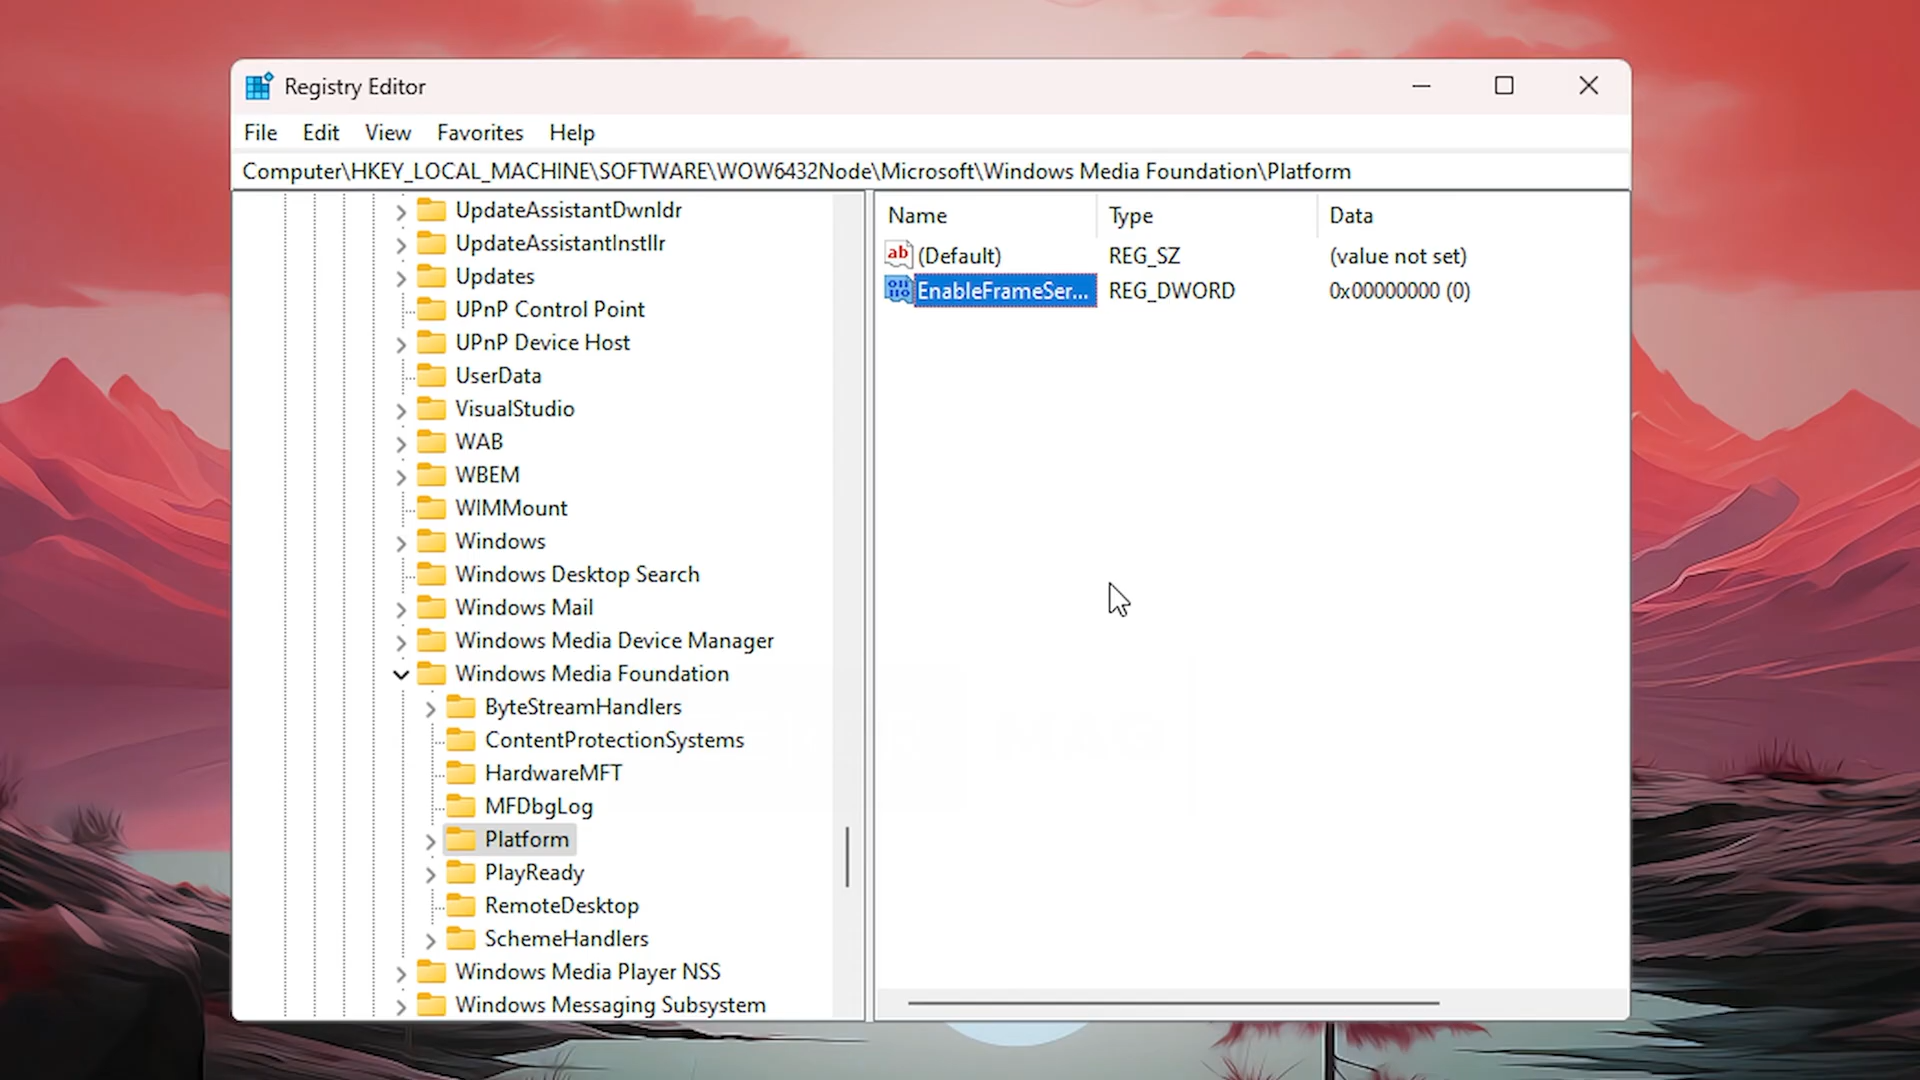 Registry Editor
File Edit View Favorites Help
Computer\HKEY_LOCAL_MACHINE\SOFTWARE\WOW6432Node\Microsoft\Windows Media Foundation\Platform
UpdateAssistantDwnldr
UpdateAssistantInstllr
Updates
UPnP Control Point
UPnP Device Host
UserData
VisualStudio
WAB
WBEM
WIMMount
Windows
Windows Desktop Search
Windows Mail
Windows Media Device Manager
Windows Media Foundation
ByteStreamHandlers
ContentProtectionSystems
HardwareMFT
MFDbgLog
Platform
PlayReady
RemoteDesktop
SchemeHandlers
Windows Media Player NSS
Windows Messaging Subsystem
Name Type Data
(Default) REG_SZ (value not set)
EnableFrameSer... REG_DWORD 0x00000000 (0)